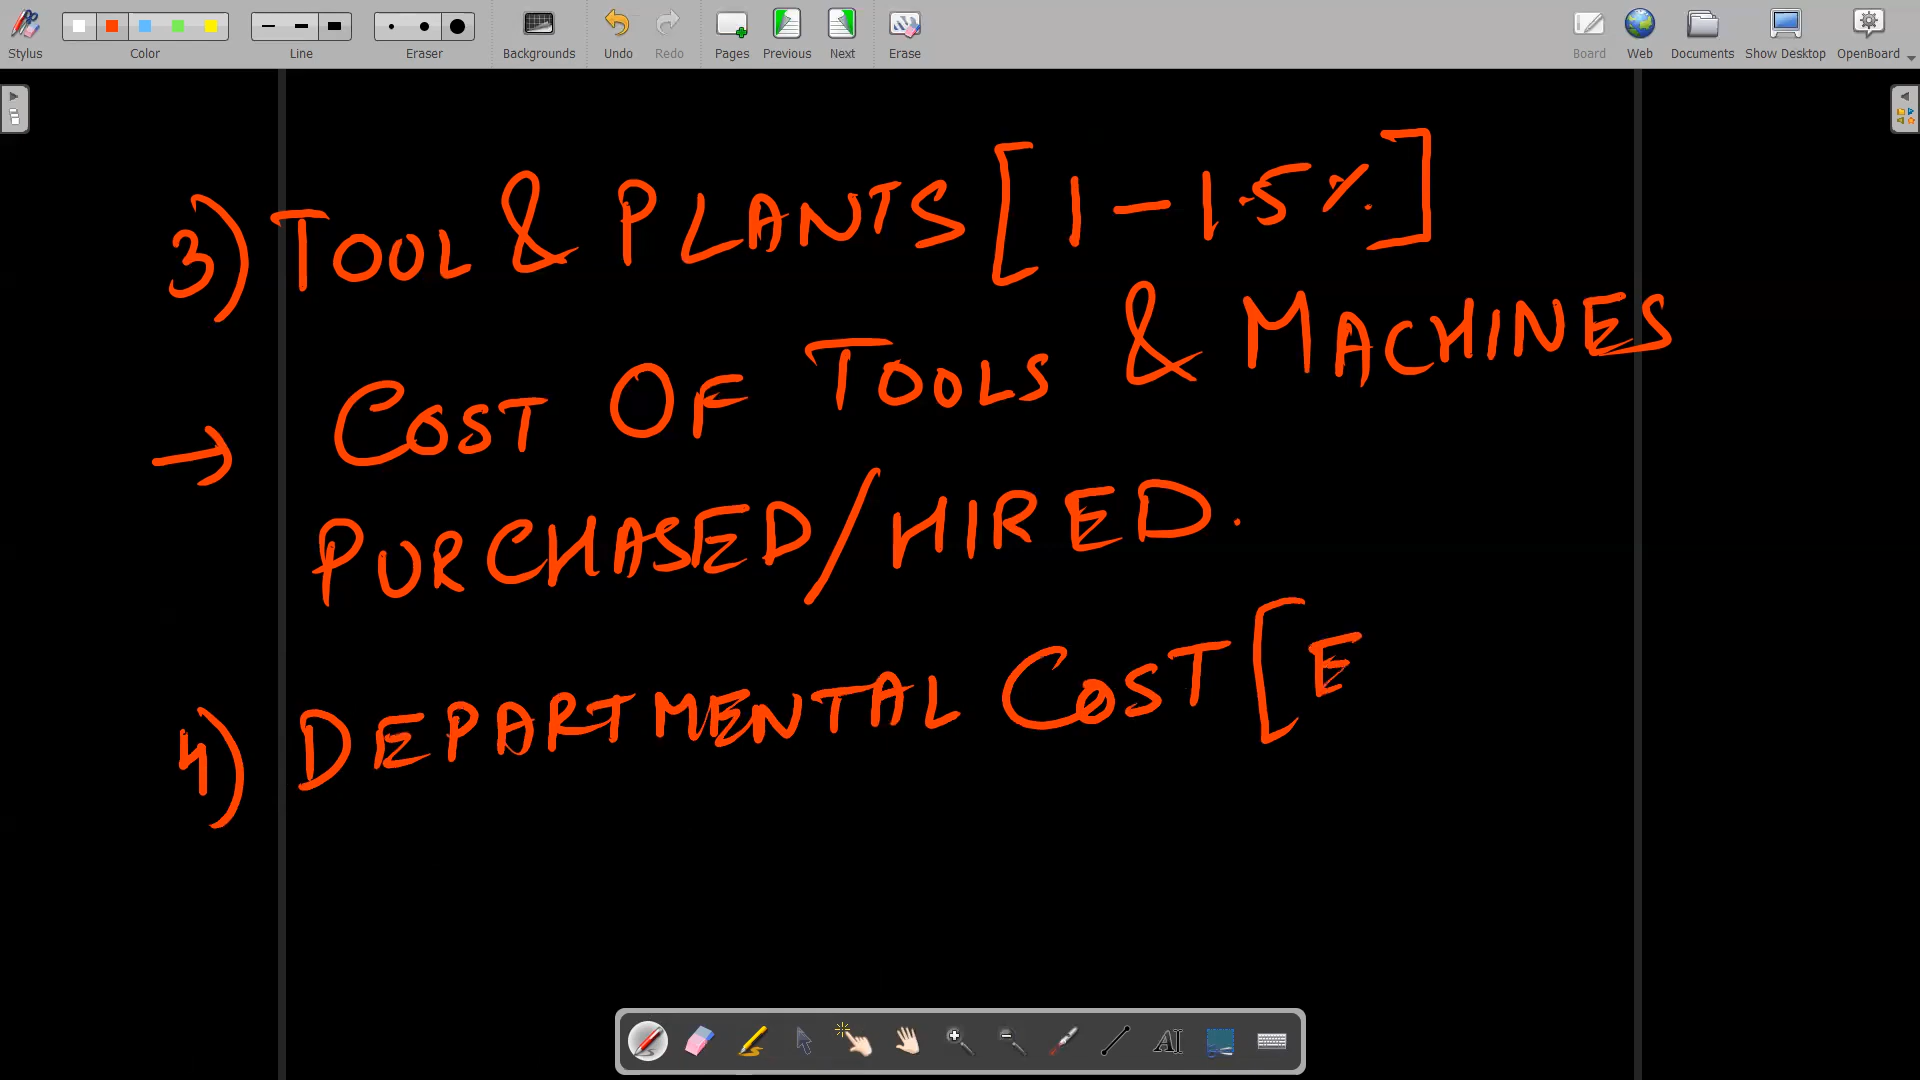 Stylus Color Line Eraser Backgrounds Undo Redo Pages Previous Next Erase Board Web Documents Show Desktop OpenBoard
3) TOOL & PLANTS [1-1.5%]
→ COST OF TOOLS & MACHINES
PURCHASED/HIRED.
4) DEPARTMENTAL COST [E